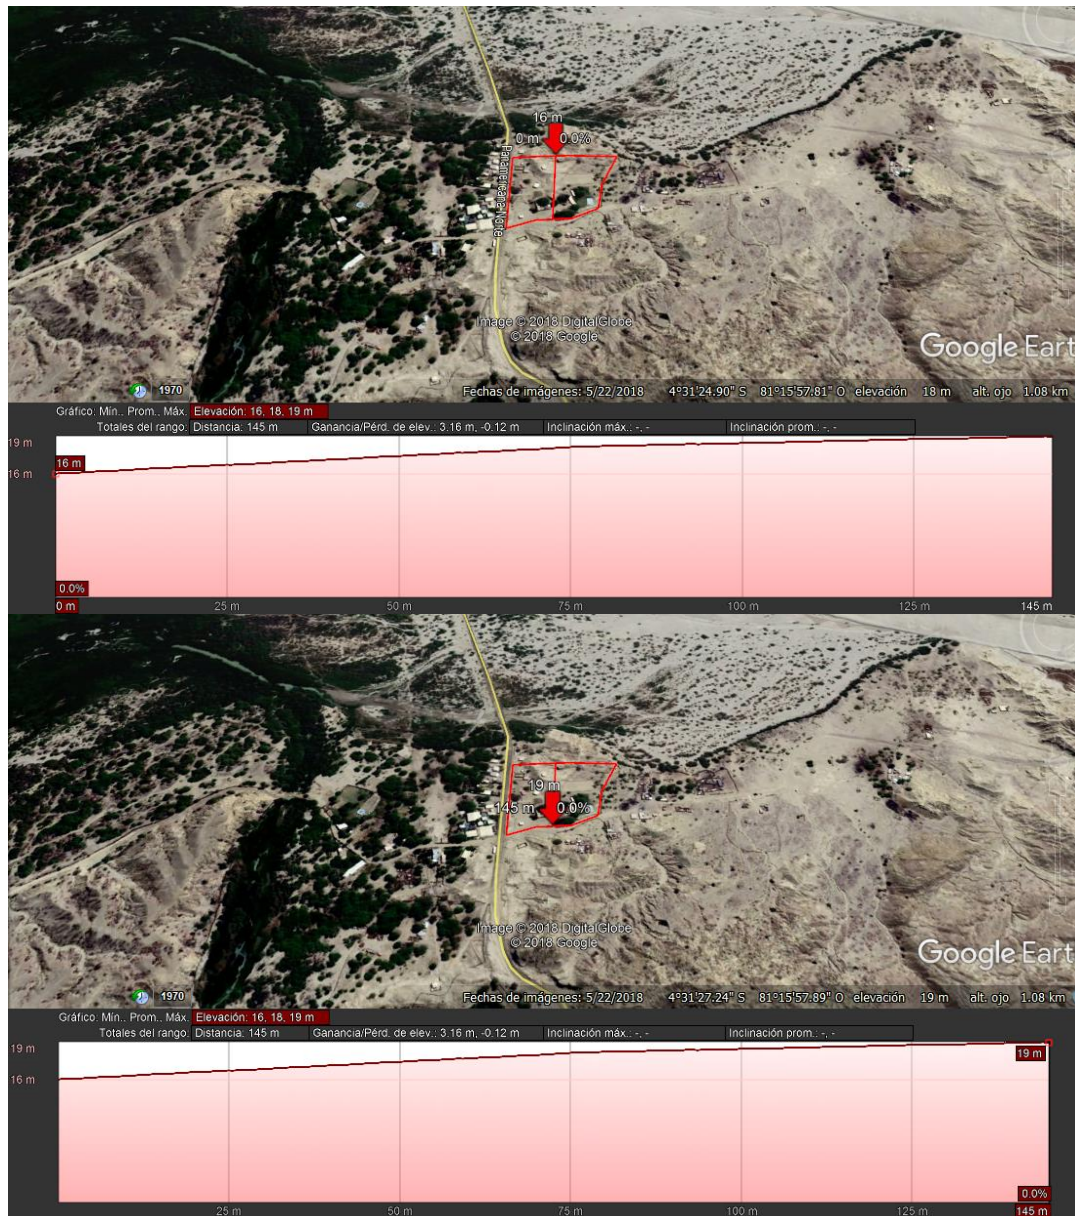 16 m
0 m 0.0%
Panamericana Norte
Image © 2018 DigitalGlobe
© 2018 Google
Google Eart
1970
Fechas de imágenes: 5/22/2018 4°31'24.90" S 81°15'57.81" O elevación 18 m alt. ojo 1.08 km
Gráfico: Mín., Prom., Máx. Elevación: 16, 18, 19 m
Totales del rango: Distancia: 145 m Ganancia/Pérd. de elev.: 3.16 m, -0.12 m Inclinación máx.: -, - Inclinación prom.: -, -
19 m
16 m
16 m
0.0%
0 m 25 m 50 m 75 m 100 m 125 m 145 m
19 m
145 m 0.0%
Image © 2018 DigitalGlobe
© 2018 Google
Google Eart
1970
Fechas de imágenes: 5/22/2018 4°31'27.24" S 81°15'57.89" O elevación 19 m alt. ojo 1.08 km
Gráfico: Mín., Prom., Máx. Elevación: 16, 18, 19 m
Totales del rango: Distancia: 145 m Ganancia/Pérd. de elev.: 3.16 m, -0.12 m Inclinación máx.: -, - Inclinación prom.: -, -
19 m
19 m
16 m
0.0%
25 m 50 m 75 m 100 m 125 m 145 m